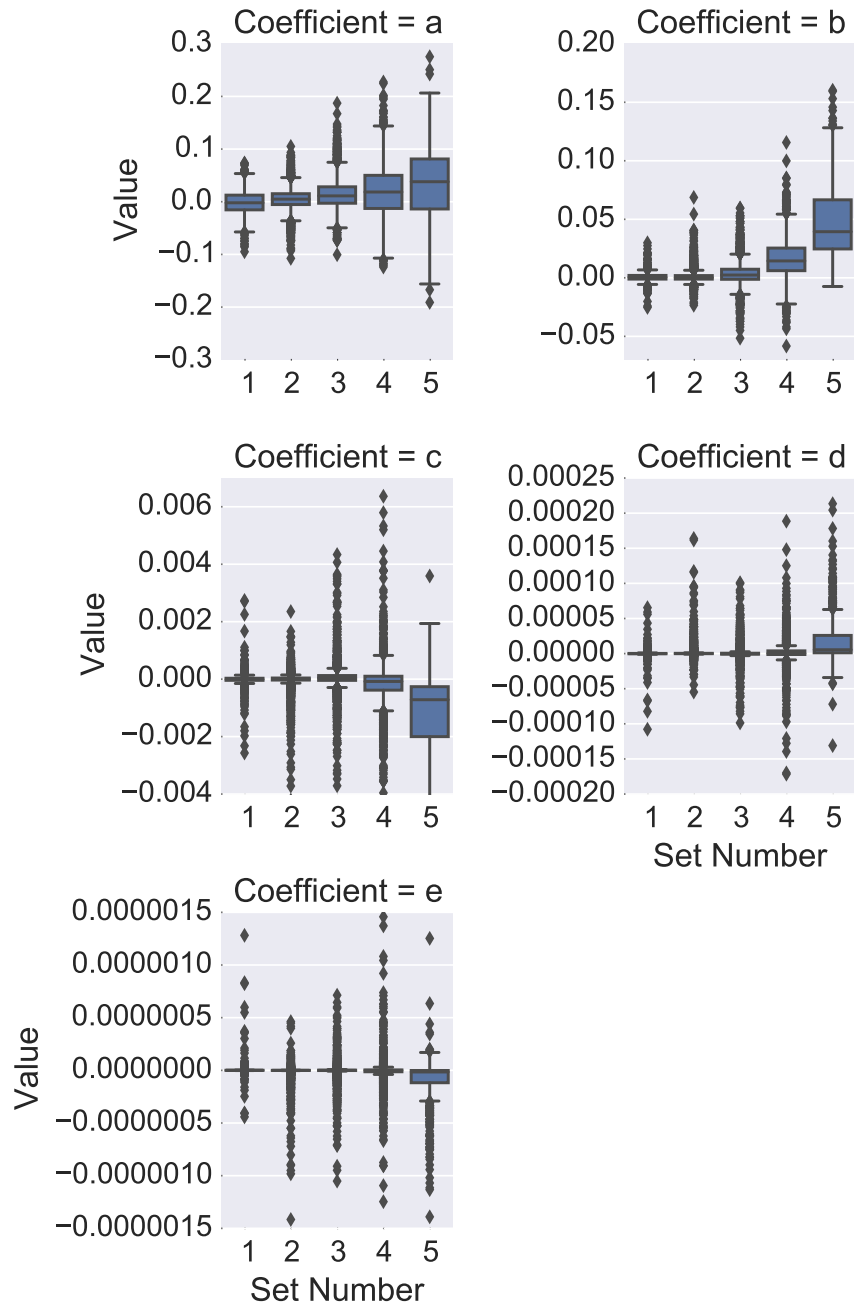 Coefficient = a
0.3
0.2
0.1
0.0
−0.1
−0.2
−0.3
Value
1 2 3 4 5
Coefficient = b
0.20
0.15
0.10
0.05
0.00
−0.05
1 2 3 4 5
Coefficient = c
0.006
0.004
0.002
0.000
−0.002
−0.004
Value
1 2 3 4 5
Coefficient = d
0.00025
0.00020
0.00015
0.00010
0.00005
0.00000
−0.00005
−0.00010
−0.00015
−0.00020
1 2 3 4 5
Set Number
Coefficient = e
0.0000015
0.0000010
0.0000005
0.0000000
−0.0000005
−0.0000010
−0.0000015
Value
1 2 3 4 5
Set Number